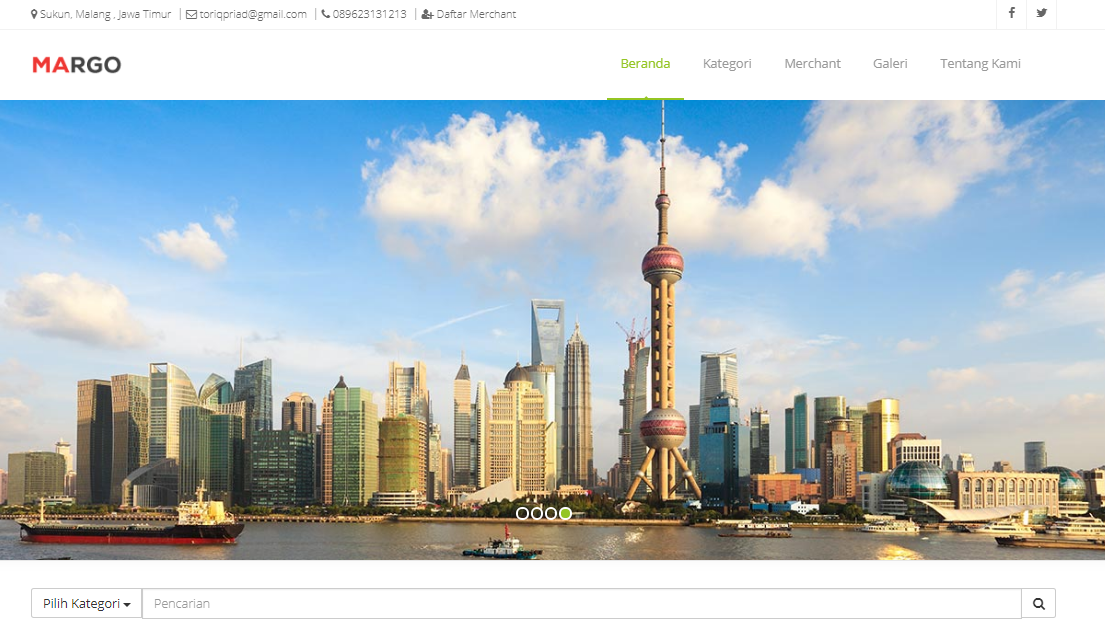 Sukun, Malang , Jawa Timur | toriqpriad@gmail.com | 089623131213 | Daftar Merchant
MARGO
Beranda Kategori Merchant Galeri Tentang Kami
Pilih Kategori Pencarian